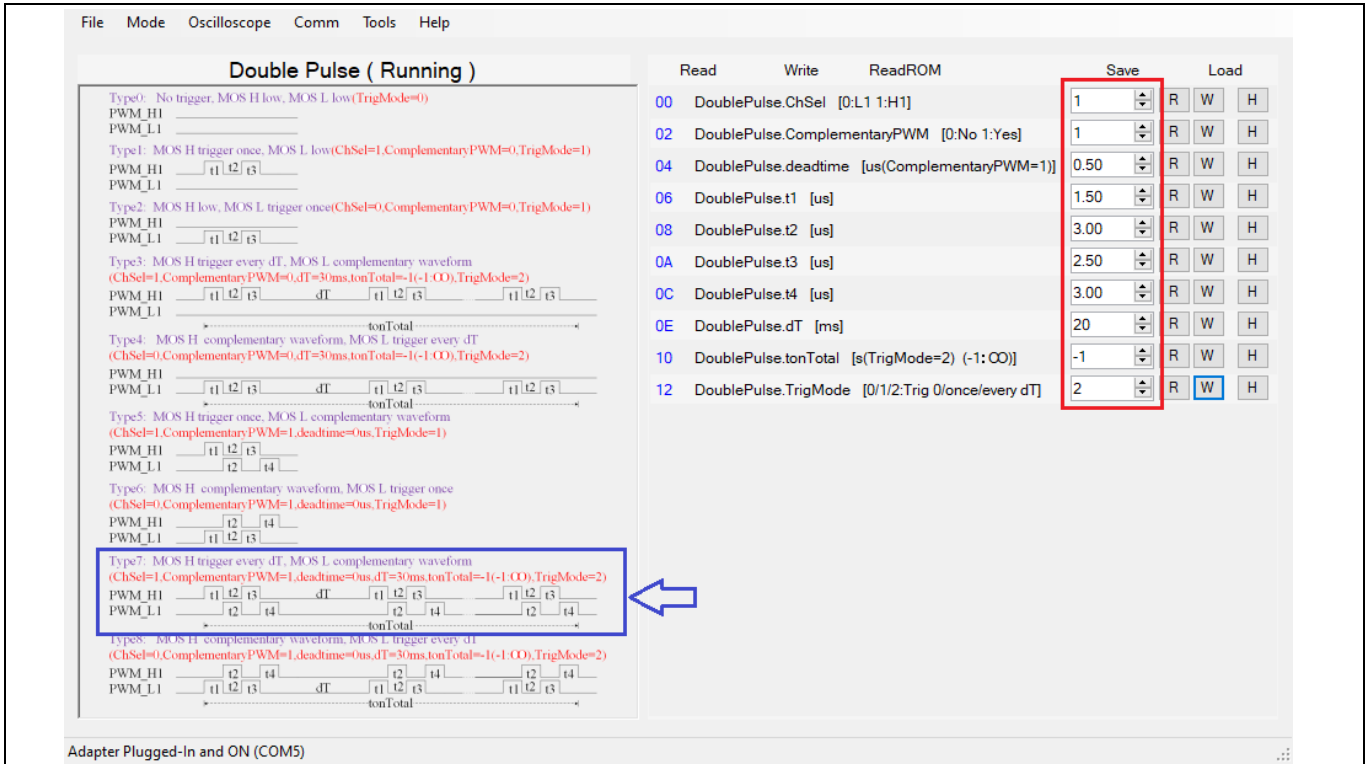 File Mode Oscilloscope Comm Tools Help
Double Pulse ( Running )
Type0: No trigger, MOS H low, MOS L low(TrigMode=0)
PWM_H1
PWM_L1
Type1: MOS H trigger once, MOS L low(ChSel=1,ComplementaryPWM=0,TrigMode=1)
PWM_H1 t1 t2 t3
PWM_L1
Type2: MOS H low, MOS L trigger once(ChSel=0,ComplementaryPWM=0,TrigMode=1)
PWM_H1
PWM_L1 t1 t2 t3
Type3: MOS H trigger every dT, MOS L complementary waveform
(ChSel=1,ComplementaryPWM=0,dT=30ms,tonTotal=-1(-1:∞),TrigMode=2)
PWM_H1 t1 t2 t3 dT t1 t2 t3 t1 t2 t3
PWM_L1
tonTotal
Type4: MOS H complementary waveform, MOS L trigger every dT
(ChSel=0,ComplementaryPWM=0,dT=30ms,tonTotal=-1(-1:∞),TrigMode=2)
PWM_H1
PWM_L1 t1 t2 t3 dT t1 t2 t3 t1 t2 t3
tonTotal
Type5: MOS H trigger once, MOS L complementary waveform
(ChSel=1,ComplementaryPWM=1,deadtime=0us,TrigMode=1)
PWM_H1 t1 t2 t3
PWM_L1 t2 t4
Type6: MOS H complementary waveform, MOS L trigger once
(ChSel=0,ComplementaryPWM=1,deadtime=0us,TrigMode=1)
PWM_H1 t2 t4
PWM_L1 t1 t2 t3
Type7: MOS H trigger every dT, MOS L complementary waveform
(ChSel=1,ComplementaryPWM=1,deadtime=0us,dT=30ms,tonTotal=-1(-1:∞),TrigMode=2)
PWM_H1 t1 t2 t3 dT t1 t2 t3 t1 t2 t3
PWM_L1 t2 t4 t2 t4 t2 t4
tonTotal
Type8: MOS H complementary waveform, MOS L trigger every dT
(ChSel=0,ComplementaryPWM=1,deadtime=0us,dT=30ms,tonTotal=-1(-1:∞),TrigMode=2)
PWM_H1 t2 t4 t2 t4 t2 t4
PWM_L1 t1 t2 t3 dT t1 t2 t3 t1 t2 t3
tonTotal
Read Write ReadROM Save Load
00 DoublePulse.ChSel [0:L1 1:H1] 1 R W H
02 DoublePulse.ComplementaryPWM [0:No 1:Yes] 1 R W H
04 DoublePulse.deadtime [us(ComplementaryPWM=1)] 0.50 R W H
06 DoublePulse.t1 [us] 1.50 R W H
08 DoublePulse.t2 [us] 3.00 R W H
0A DoublePulse.t3 [us] 2.50 R W H
0C DoublePulse.t4 [us] 3.00 R W H
0E DoublePulse.dT [ms] 20 R W H
10 DoublePulse.tonTotal [s(TrigMode=2) (-1:∞)] -1 R W H
12 DoublePulse.TrigMode [0/1/2:Trig 0/once/every dT] 2 R W H
Adapter Plugged-In and ON (COM5)